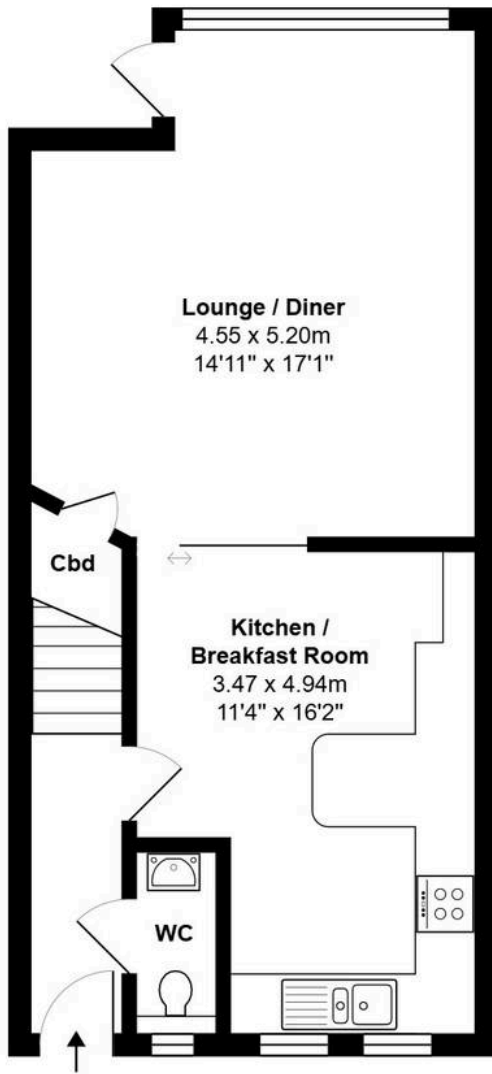 Lounge / Diner
4.55 x 5.20m
14'11" x 17'1"
Cbd
Kitchen /
Breakfast Room
3.47 x 4.94m
11'4" x 16'2"
WC